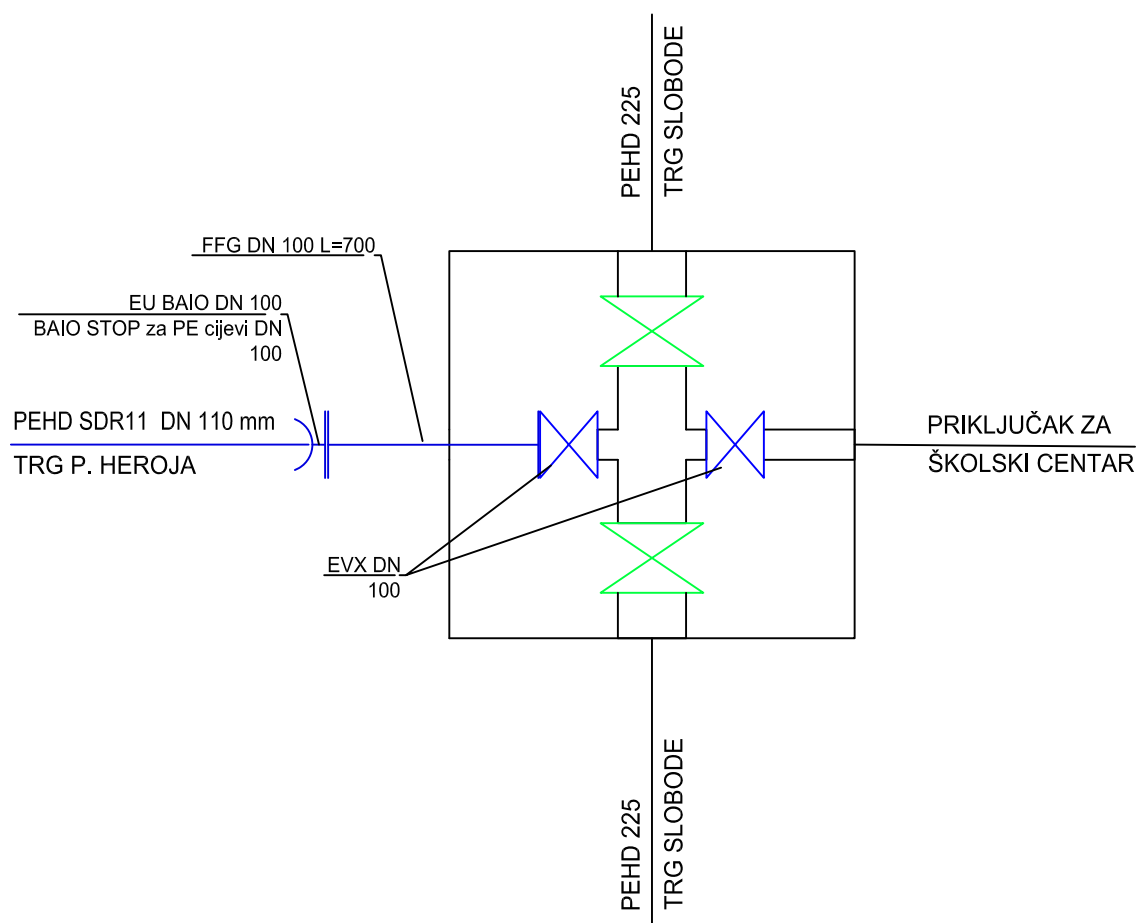 PEHD 225
TRG SLOBODE
FFG DN 100 L=700
EU BAIO DN 100
BAIO STOP za PE cijevi DN
100
PEHD SDR11 DN 110 mm
TRG P. HEROJA
PRIKLJUČAK ZA
ŠKOLSKI CENTAR
EVX DN
100
PEHD 225
TRG SLOBODE